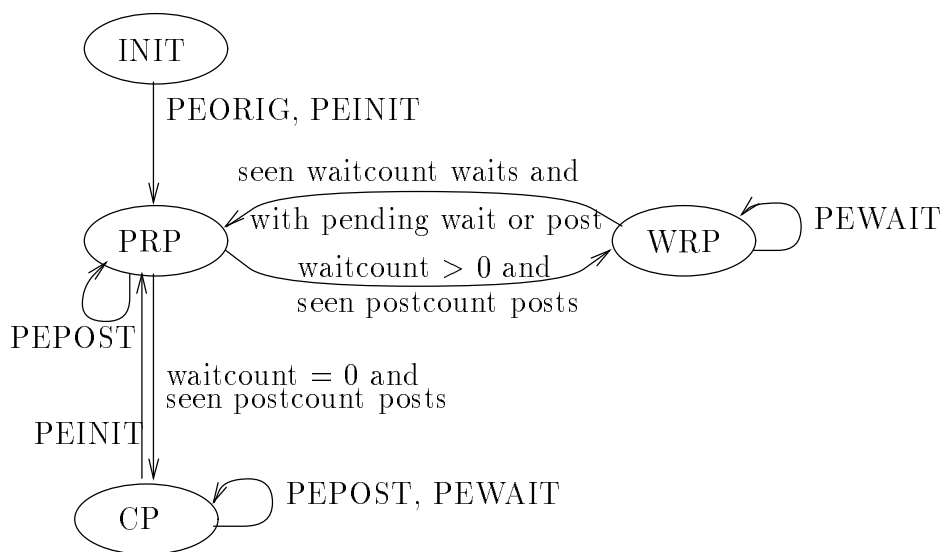 INIT
PEORIG, PEINIT
seen waitcount waits and
with pending wait or post
PEWAIT
PRP
WRP
waitcount > 0 and
seen postcount posts
PEPOST
waitcount = 0 and
seen postcount posts
PEINIT
PEPOST, PEWAIT
CP